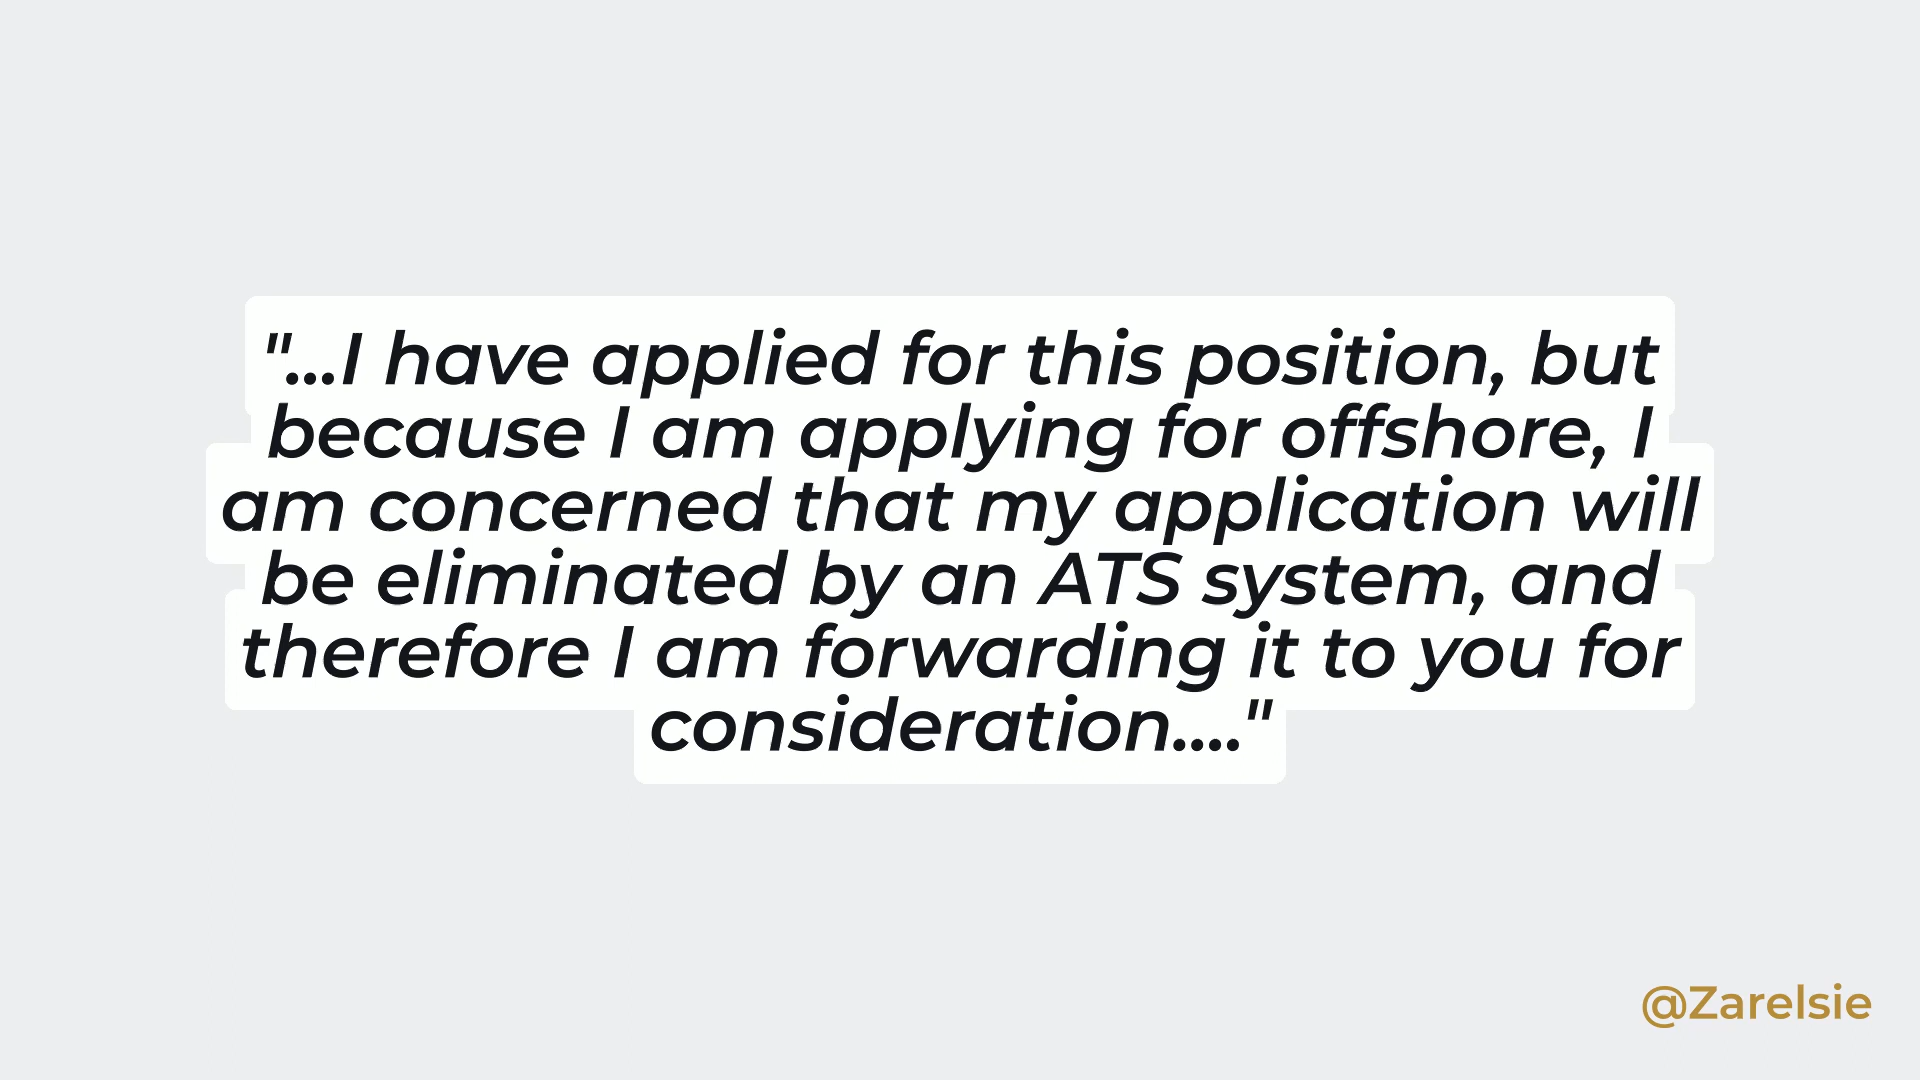 "...I have applied for this position, but
because I am applying for offshore, I
am concerned that my application will
be eliminated by an ATS system, and
therefore I am forwarding it to you for
consideration...."
@Zarelsie